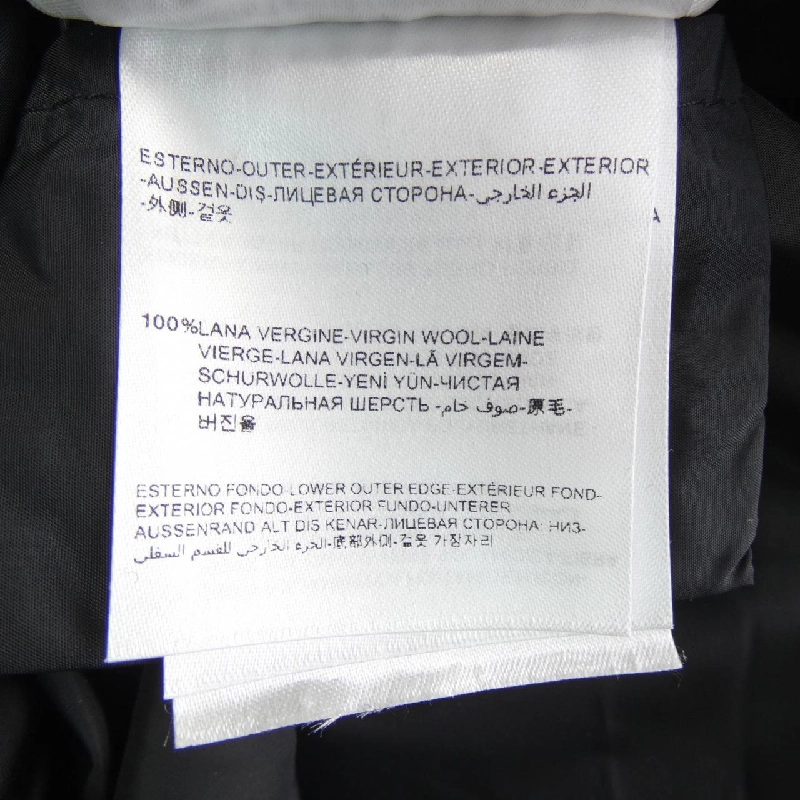 ESTERNO-OUTER-EXTÉRIEUR-EXTERIOR-EXTERIOR
-AUSSEN-DIŞ-ЛИЦЕВАЯ СТОРОНА-الجزء الخارجي
-外側-겉옷
A
100%LANA VERGINE-VIRGIN WOOL-LAINE
VIERGE-LANA VIRGEN-LÃ VIRGEM-
SCHURWOLLE-YENİ YÜN-ЧИСТАЯ
НАТУРАЛЬНАЯ ШЕРСТЬ-صوف خام-原毛-
버진울
ESTERNO FONDO-LOWER OUTER EDGE-EXTÉRIEUR FOND-
EXTERIOR FONDO-EXTERIOR FUNDO-UNTERER
AUSSENRAND ALT DIŞ KENAR-ЛИЦЕВАЯ СТОРОНА: НИЗ-
الجزء الخارجي للقسم السفلي-底部外側-겉옷 가장자리